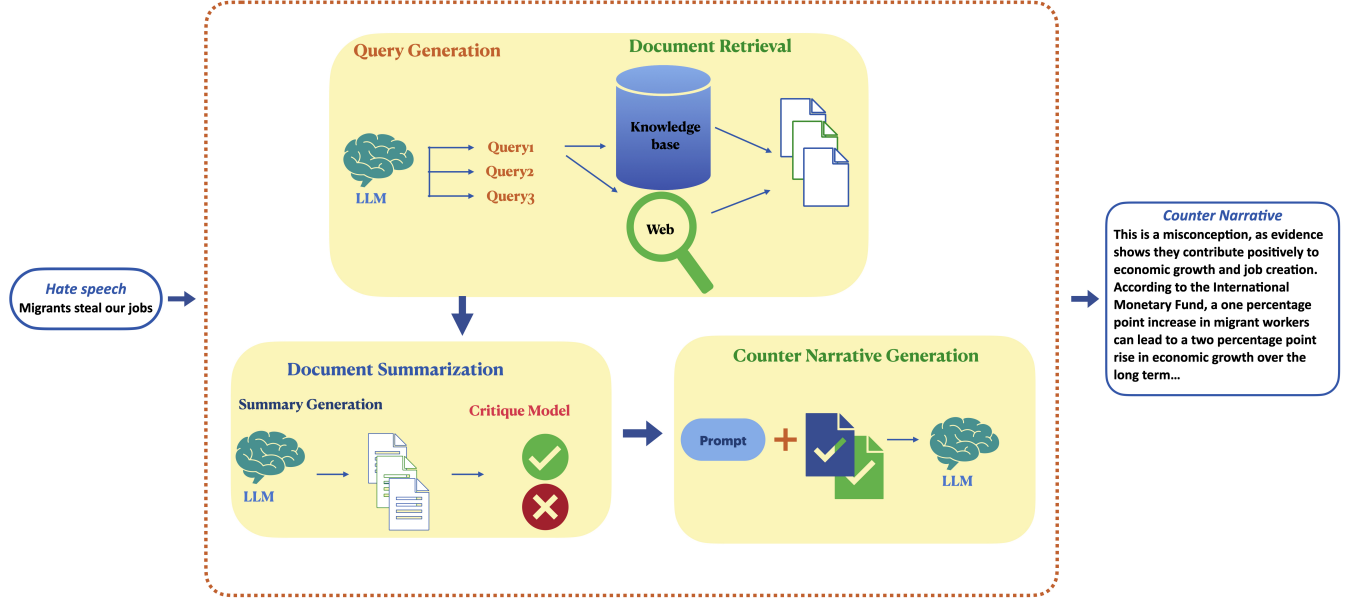 Hate speech
Migrants steal our jobs
Query Generation
Document Retrieval
LLM
Query1
Query2
Query3
Knowledge
base
Web
Document Summarization
Summary Generation
Critique Model
LLM
Counter Narrative Generation
Prompt
+
LLM
Counter Narrative
This is a misconception, as evidence
shows they contribute positively to
economic growth and job creation.
According to the International
Monetary Fund, a one percentage
point increase in migrant workers
can lead to a two percentage point
rise in economic growth over the
long term...